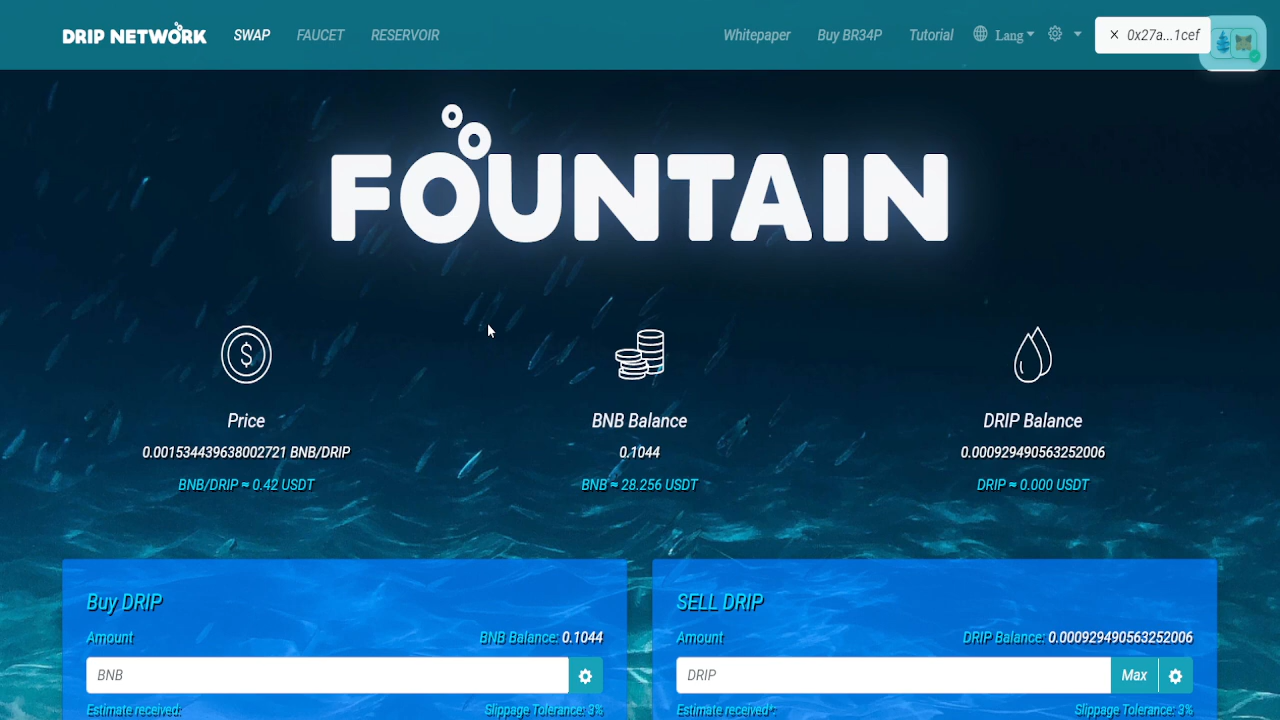 DRIP NETWORK SWAP FAUCET RESERVOIR Whitepaper Buy BR34P Tutorial Lang × 0x27a...1cef
FOUNTAIN
Price BNB Balance DRIP Balance
0.001534439638002721 BNB/DRIP 0.1044 0.000929490563252006
BNB/DRIP ≈ 0.42 USDT BNB ≈ 28.256 USDT DRIP ≈ 0.000 USDT
Buy DRIP
Amount BNB Balance: 0.1044
BNB
Estimate received: Slippage Tolerance: 3%
SELL DRIP
Amount DRIP Balance: 0.000929490563252006
DRIP Max
Estimate received*: Slippage Tolerance: 3%